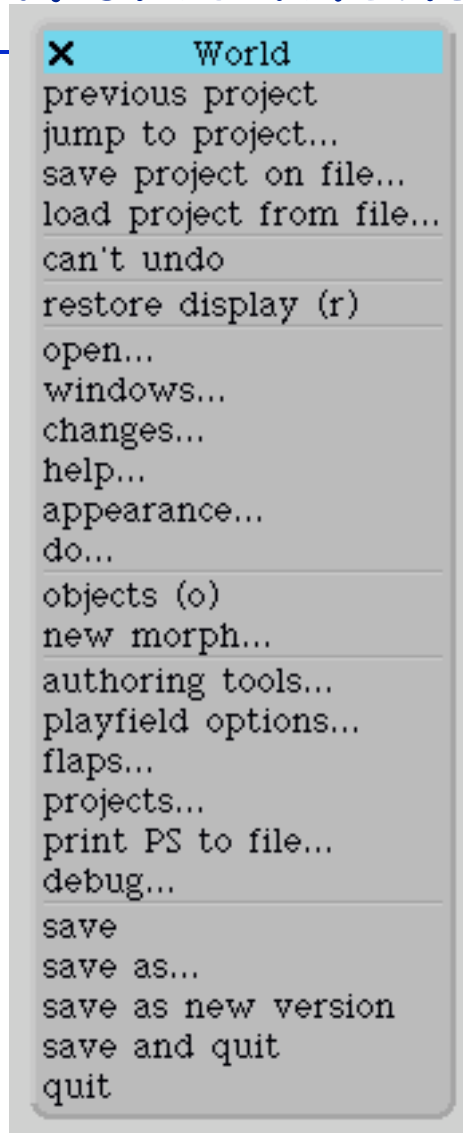 World
previous project
jump to project...
save project on file...
load project from file...
can't undo
restore display (r)
open...
windows...
changes...
help...
appearance...
do...
objects (o)
new morph...
authoring tools...
playfield options...
flaps...
projects...
print PS to file...
debug...
save
save as...
save as new version
save and quit
quit